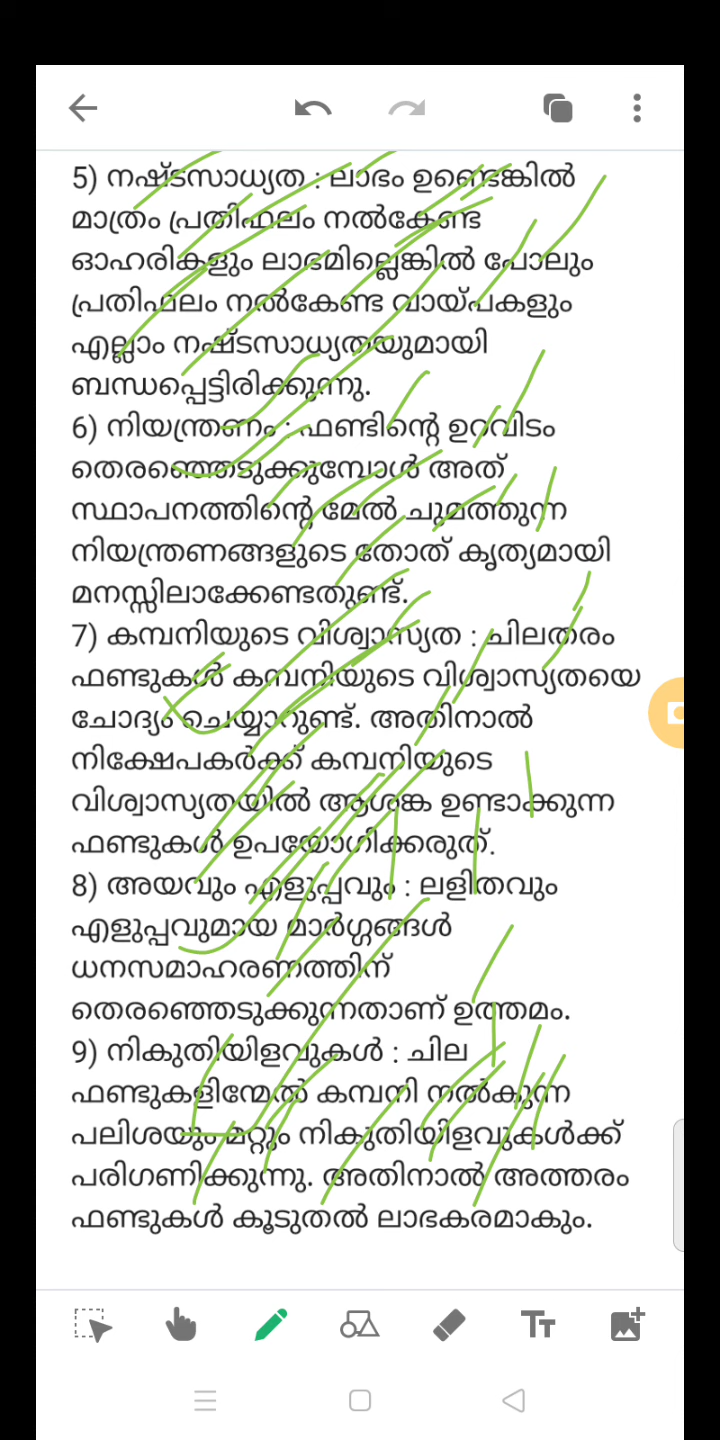 5) നഷ്ടസാധ്യത : ലാഭം ഉണ്ടെങ്കിൽ
മാത്രം പ്രതിഫലം നൽകേണ്ട
ഓഹരികളും ലാഭമില്ലെങ്കിൽ പോലും
പ്രതിഫലം നൽകേണ്ട വായ്പകളും
എല്ലാം നഷ്ടസാധ്യതയുമായി
ബന്ധപ്പെട്ടിരിക്കുന്നു.
6) നിയന്ത്രണം : ഫണ്ടിന്റെ ഉറവിടം
തെരഞ്ഞെടുക്കുമ്പോൾ അത്
സ്ഥാപനത്തിന്റെ മേൽ ചുമത്തുന്ന
നിയന്ത്രണങ്ങളുടെ തോത് കൃത്യമായി
മനസ്സിലാക്കേണ്ടതുണ്ട്.
7) കമ്പനിയുടെ വിശ്വാസ്യത : ചിലതരം
ഫണ്ടുകൾ കമ്പനിയുടെ വിശ്വാസ്യതയെ
ചോദ്യം ചെയ്യാറുണ്ട്. അതിനാൽ
നിക്ഷേപകർക്ക് കമ്പനിയുടെ
വിശ്വാസ്യതയിൽ ആശങ്ക ഉണ്ടാക്കുന്ന
ഫണ്ടുകൾ ഉപയോഗിക്കരുത്.
8) അയവും എളുപ്പവും : ലളിതവും
എളുപ്പവുമായ മാർഗ്ഗങ്ങൾ
ധനസമാഹരണത്തിന്
തെരഞ്ഞെടുക്കുന്നതാണ് ഉത്തമം.
9) നികുതിയിളവുകൾ : ചില
ഫണ്ടുകളിന്മേൽ കമ്പനി നൽകുന്ന
പലിശയും മറ്റും നികുതിയിളവുകൾക്ക്
പരിഗണിക്കുന്നു. അതിനാൽ അത്തരം
ഫണ്ടുകൾ കൂടുതൽ ലാഭകരമാകും.
Tт